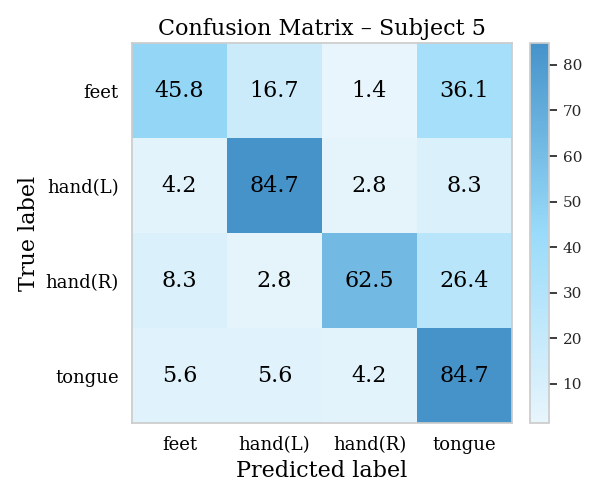 Confusion Matrix – Subject 5
True label
feet 45.8 16.7 1.4 36.1
hand(L) 4.2 84.7 2.8 8.3
hand(R) 8.3 2.8 62.5 26.4
tongue 5.6 5.6 4.2 84.7
feet hand(L) hand(R) tongue
Predicted label
80
70
60
50
40
30
20
10